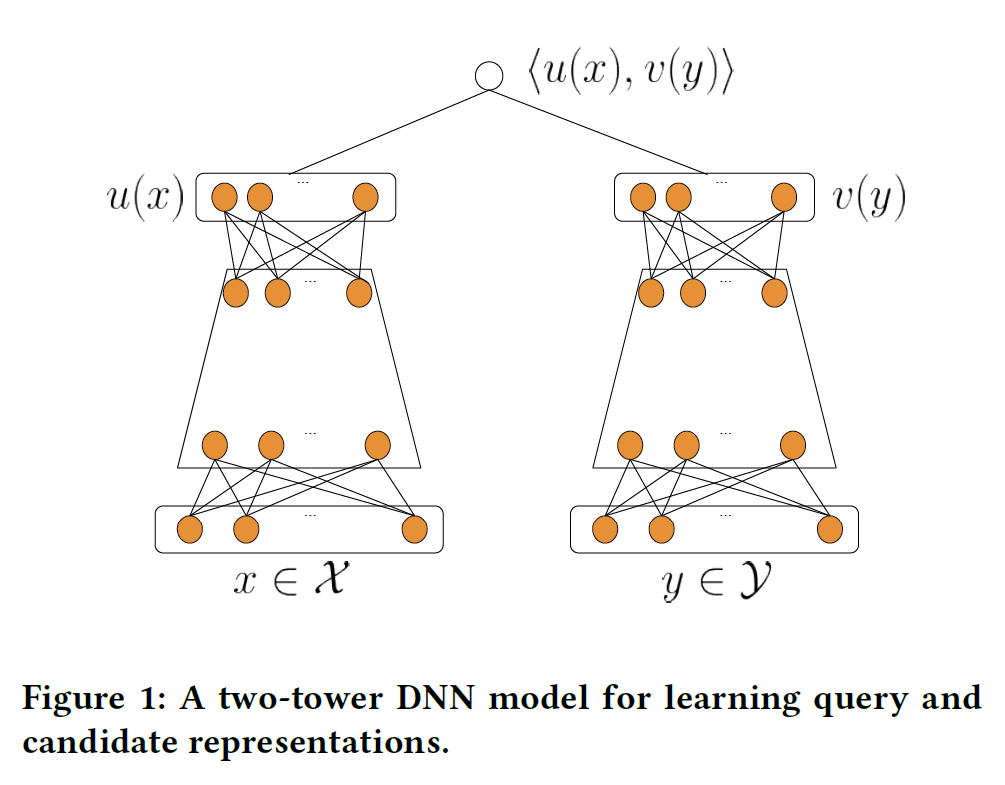 ⟨u(x), v(y)⟩
u(x) ... ... v(y)
... ...
... ...
... ...
x ∈ 𝒳 y ∈ 𝒴
Figure 1: A two-tower DNN model for learning query and
candidate representations.